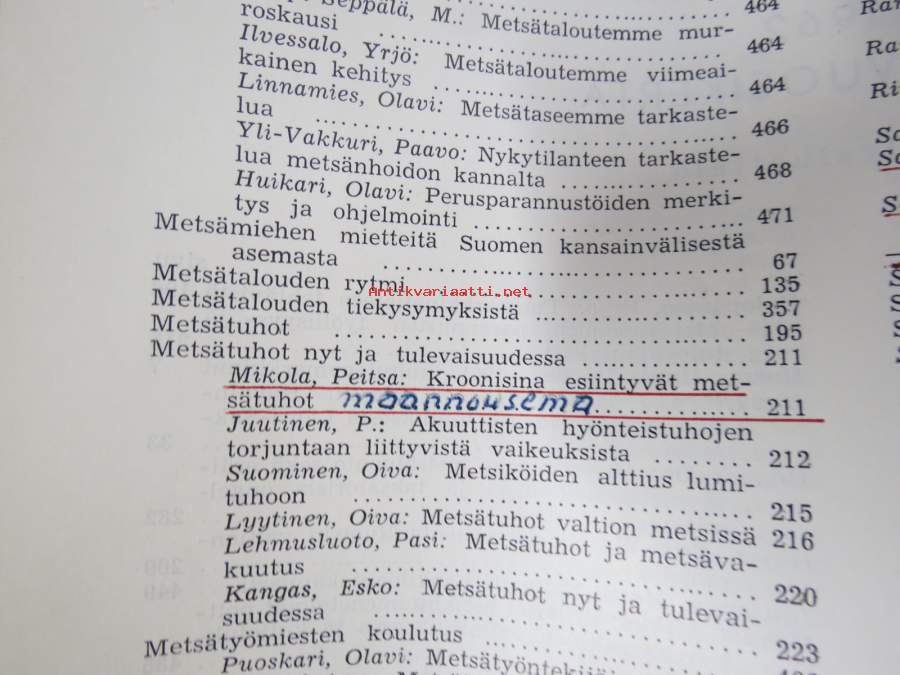 Seppälä, M.: Metsätaloutemme mur- 464
roskausi .......... 464
Ilvessalo, Yrjö: Metsätaloutemme viimeai-
kainen kehitys .......... 464
Linnamies, Olavi: Metsätaseemme tarkaste-
lua .......... 466
Yli-Vakkuri, Paavo: Nykytilanteen tarkaste-
lua metsänhoidon kannalta .......... 468
Huikari, Olavi: Perusparannustöiden merki-
tys ja ohjelmointi .......... 471
Metsämiehen mietteitä Suomen kansainvälisestä
asemasta .......... 67
Metsätalouden rytmi .......... 135
Antikvariaatti.net
Metsätalouden tiekysymyksistä .......... 357
Metsätuhot .......... 195
Metsätuhot nyt ja tulevaisuudessa .......... 211
Mikola, Peitsa: Kroonisina esiintyvät met-
sätuhot maannousema .......... 211
Juutinen, P.: Akuuttisten hyönteistuhojen
torjuntaan liittyvistä vaikeuksista .......... 212
Suominen, Oiva: Metsiköiden alttius lumi-
tuhoon .......... 215
Lyytinen, Oiva: Metsätuhot valtion metsissä 216
Lehmusluoto, Pasi: Metsätuhot ja metsäva-
kuutus .......... 220
Kangas, Esko: Metsätuhot nyt ja tulevai-
suudessa .......... 223
Metsätyömiesten koulutus ..........
Puoskari, Olavi:
Ra
Ri